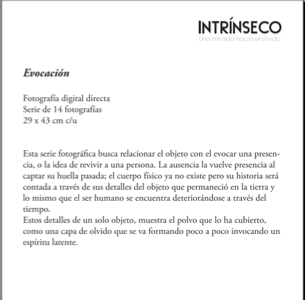 INTRÍNSECO
Una mirada hacia el olvido
Evocación
Fotografía digital directa
Serie de 14 fotografías
29 x 43 cm c/u
Esta serie fotográfica busca relacionar el objeto con el evocar una presen-
cia, o la idea de revivir a una persona. La ausencia la vuelve presencia al
captar su huella pasada; el cuerpo físico ya no existe pero su historia será
contada a través de sus detalles del objeto que permaneció en la tierra y
lo mismo que el ser humano se encuentra deteriorándose a través del
tiempo.
Estos detalles de un solo objeto, muestra el polvo que lo ha cubierto,
como una capa de olvido que se va formando poco a poco invocando un
espíritu latente.